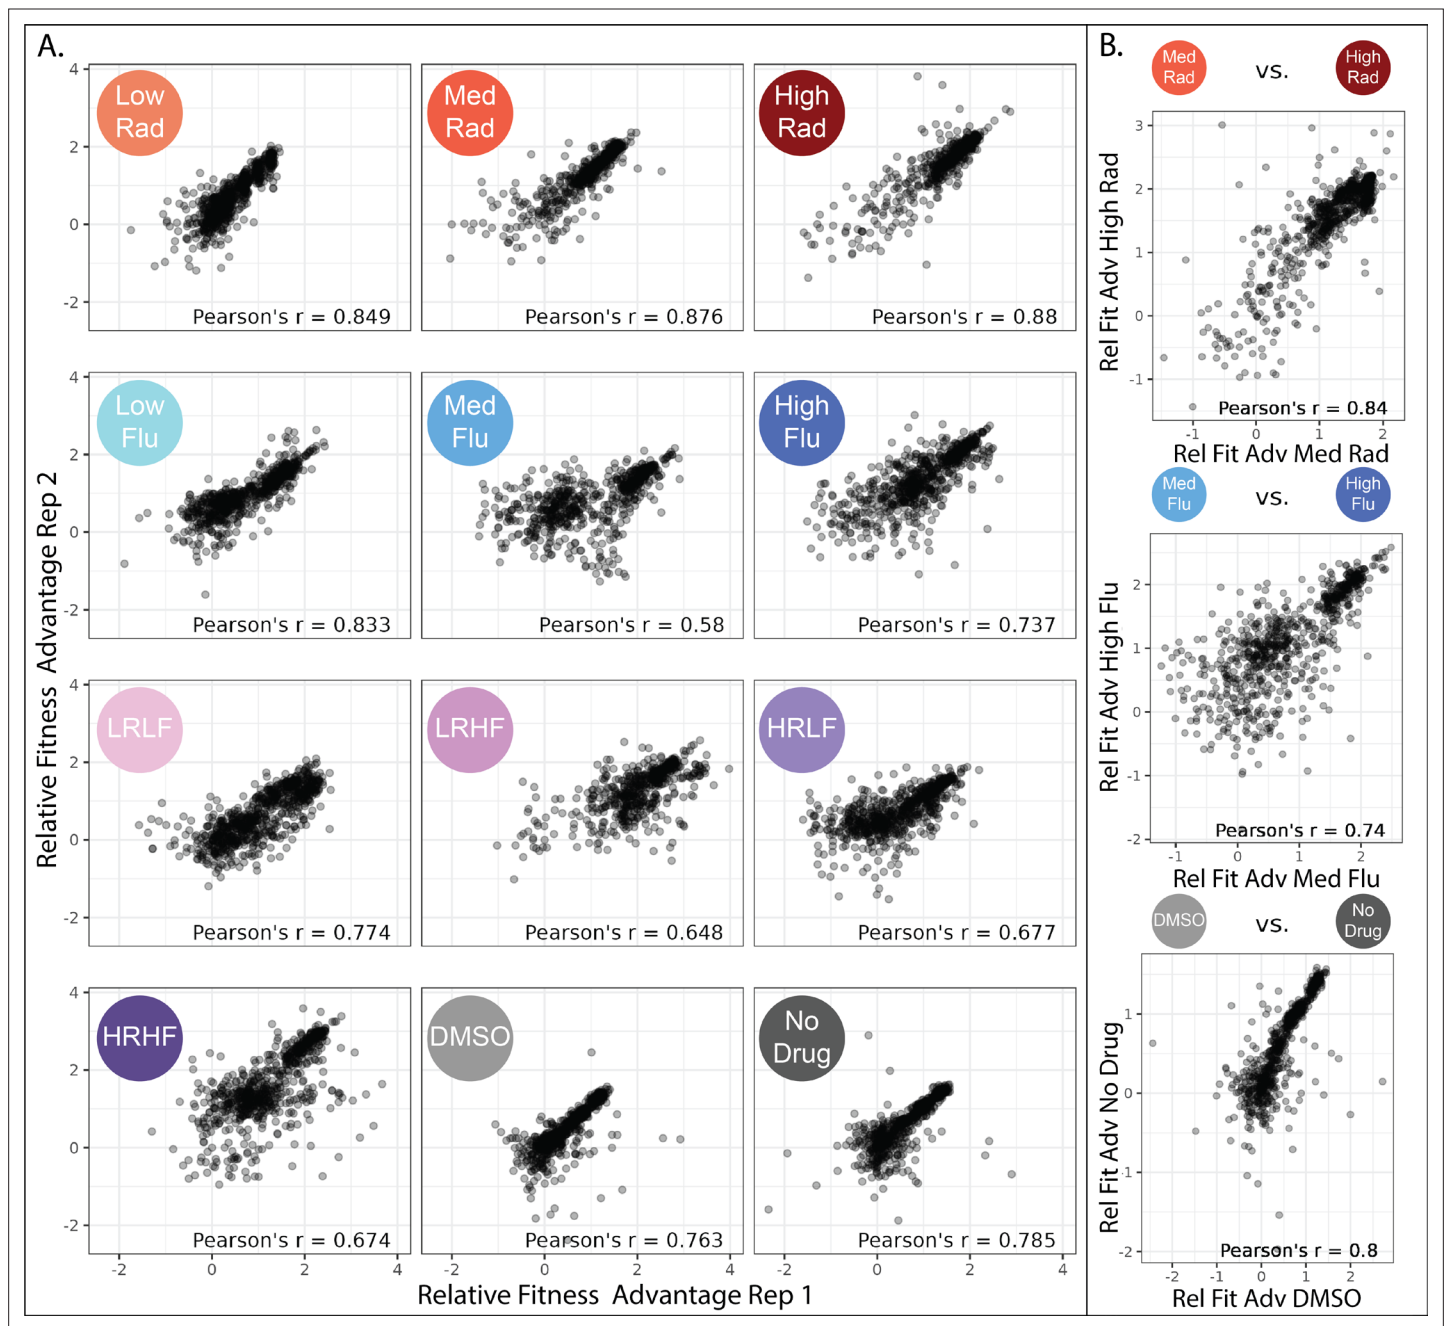 A.
Low
Rad
Med
Rad
High
Rad
4
2
0
-2
Pearson's r = 0.849
Pearson's r = 0.876
Pearson's r = 0.88
Low
Flu
Med
Flu
High
Flu
4
2
0
-2
Pearson's r = 0.833
Pearson's r = 0.58
Pearson's r = 0.737
Relative Fitness Advantage Rep 2
LRLF
LRHF
HRLF
4
2
0
-2
Pearson's r = 0.774
Pearson's r = 0.648
Pearson's r = 0.677
HRHF
DMSO
No
Drug
4
2
0
-2
Pearson's r = 0.674
Pearson's r = 0.763
Pearson's r = 0.785
-2 0 2 4
-2 0 2 4
-2 0 2 4
Relative Fitness Advantage Rep 1
B.
Med
Rad
vs.
High
Rad
Rel Fit Adv High Rad
3
2
1
0
-1
Pearson's r = 0.84
-1 0 1 2
Rel Fit Adv Med Rad
Med
Flu
vs.
High
Flu
Rel Fit Adv High Flu
2
1
0
-1
-2
Pearson's r = 0.74
-1 0 1 2
Rel Fit Adv Med Flu
DMSO
vs.
No
Drug
Rel Fit Adv No Drug
1
0
-1
-2
Pearson's r = 0.8
-2 -1 0 1 2
Rel Fit Adv DMSO